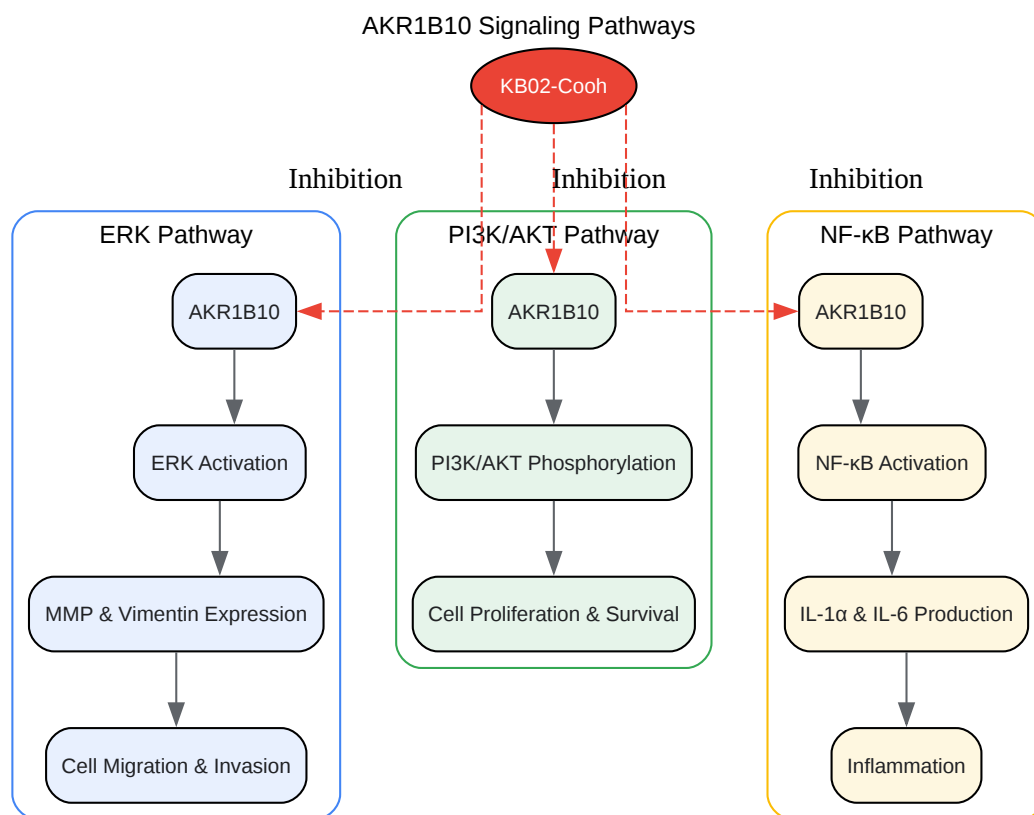 AKR1B10 Signaling Pathways
KB02-Cooh
Inhibition
Inhibition
Inhibition
ERK Pathway
PI3K/AKT Pathway
NF-κB Pathway
AKR1B10
AKR1B10
AKR1B10
ERK Activation
PI3K/AKT Phosphorylation
NF-κB Activation
MMP & Vimentin Expression
Cell Proliferation & Survival
IL-1α & IL-6 Production
Cell Migration & Invasion
Inflammation